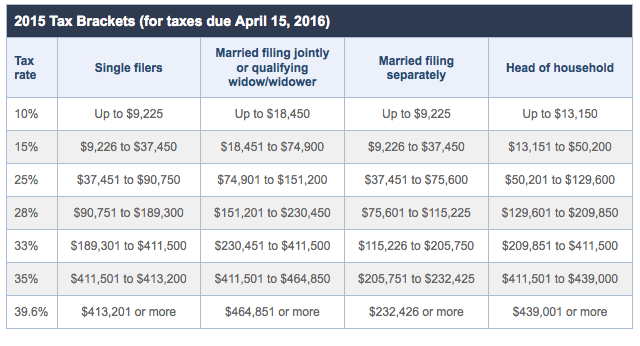 2015 Tax Brackets (for taxes due April 15, 2016)
Tax rate Single filers Married filing jointly or qualifying widow/widower Married filing separately Head of household
10% Up to $9,225 Up to $18,450 Up to $9,225 Up to $13,150
15% $9,226 to $37,450 $18,451 to $74,900 $9,226 to $37,450 $13,151 to $50,200
25% $37,451 to $90,750 $74,901 to $151,200 $37,451 to $75,600 $50,201 to $129,600
28% $90,751 to $189,300 $151,201 to $230,450 $75,601 to $115,225 $129,601 to $209,850
33% $189,301 to $411,500 $230,451 to $411,500 $115,226 to $205,750 $209,851 to $411,500
35% $411,501 to $413,200 $411,501 to $464,850 $205,751 to $232,425 $411,501 to $439,000
39.6% $413,201 or more $464,851 or more $232,426 or more $439,001 or more